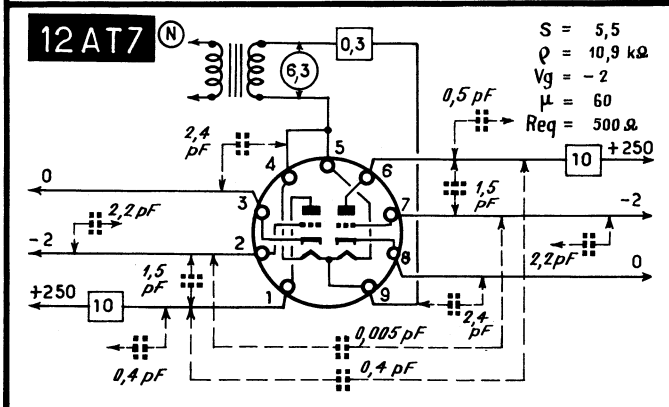 12AT7 N
6,3
0,3
S = 5,5
ρ = 10,9 kΩ
Vg = -2
μ = 60
Req = 500 Ω
0,5 pF
2,4 pF
4 5 6
10 +250
0
3
7
1,5 pF
-2
2,2 pF
-2
2
8
2,2 pF
0
1,5 pF
+250
10
1 9
2,4 pF
0,005 pF
0,4 pF
0,4 pF